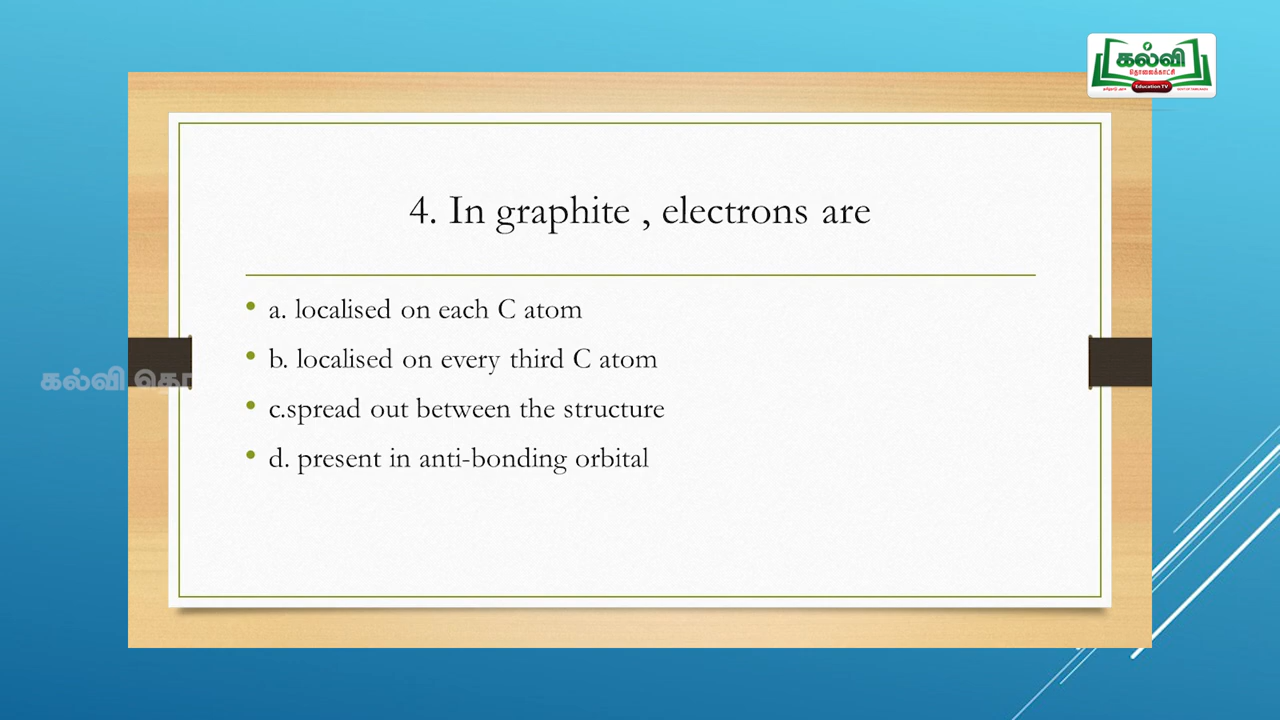 கல்வி
தொலைக்காட்சி
Education TV
4. In graphite , electrons are
• a. localised on each C atom
• b. localised on every third C atom
கல்வி
• c.spread out between the structure
• d. present in anti-bonding orbital